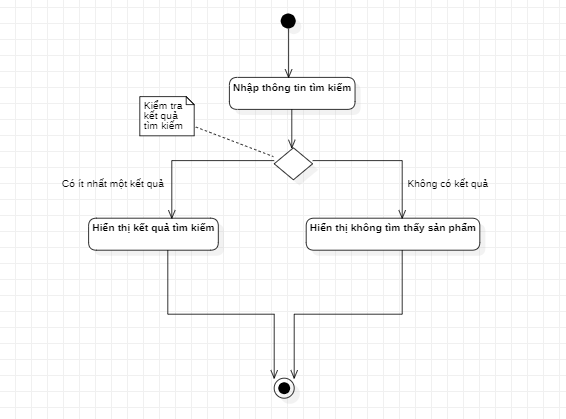 Nhập thông tin tìm kiếm
Kiểm tra
kết quả
tìm kiếm
Có ít nhất một kết quả
Không có kết quả
Hiển thị kết quả tìm kiếm
Hiển thị không tìm thấy sản phẩm